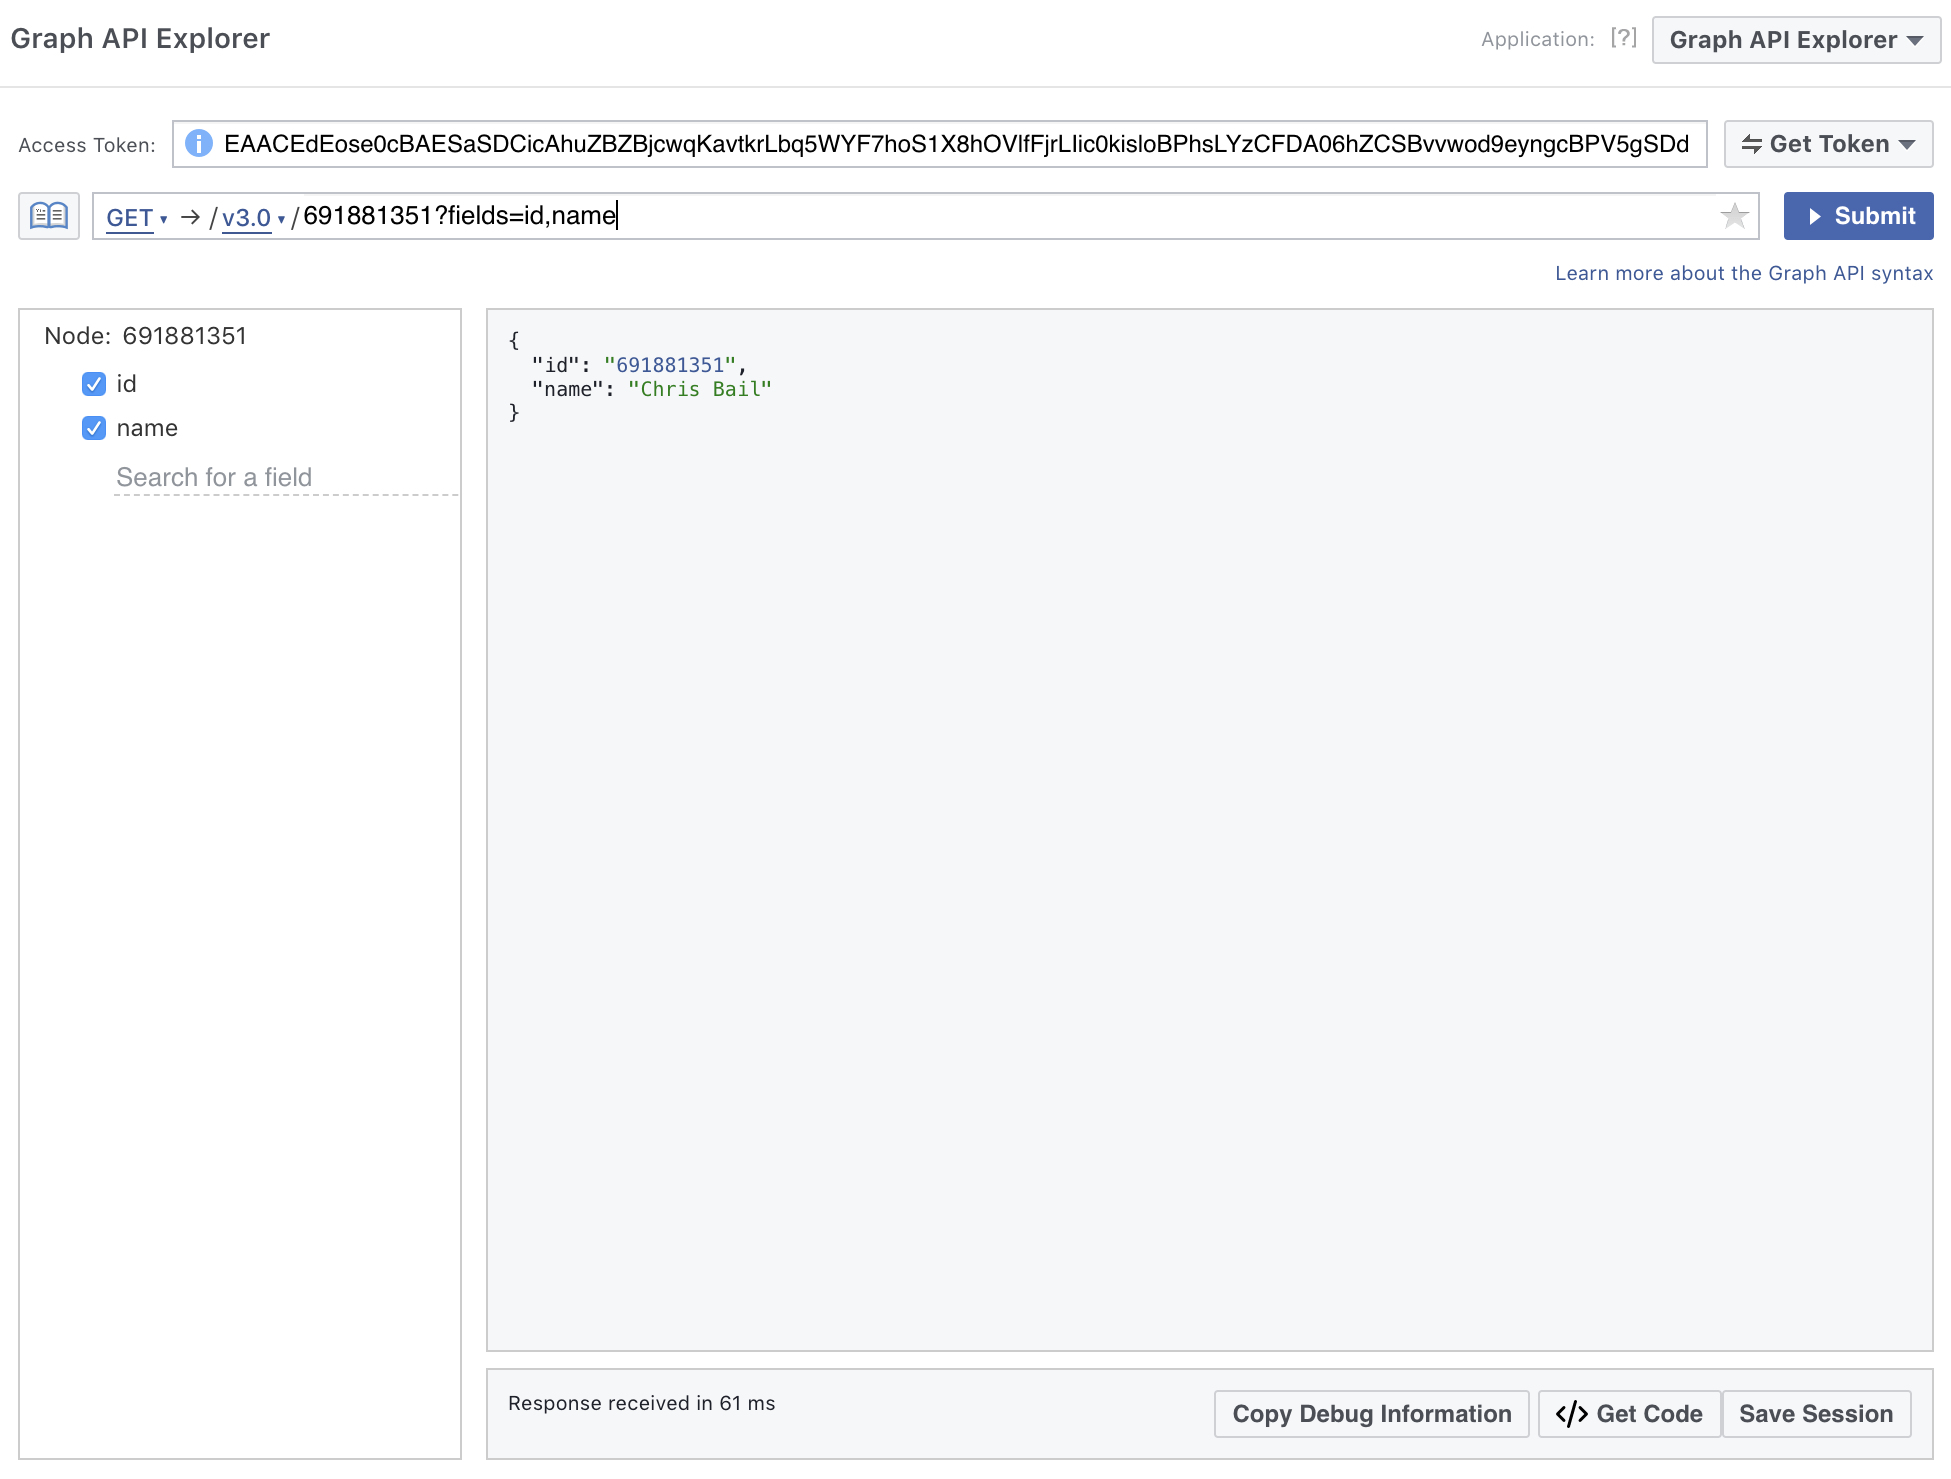 Graph API Explorer
Application: [?] Graph API Explorer
Access Token: EAACEdEose0cBAESaSDCicAhuZBZBjcwqKavtkrLbq5WYF7hoS1X8hOVlfFjrLIic0kisloBPhsLYzCFDA06hZCSBvvwod9eyngcBPV5gSDd Get Token
GET → / v3.0 / 691881351?fields=id,name Submit
Learn more about the Graph API syntax
Node: 691881351
id
name
Search for a field
{
"id": "691881351",
"name": "Chris Bail"
}
Response received in 61 ms
Copy Debug Information </> Get Code Save Session